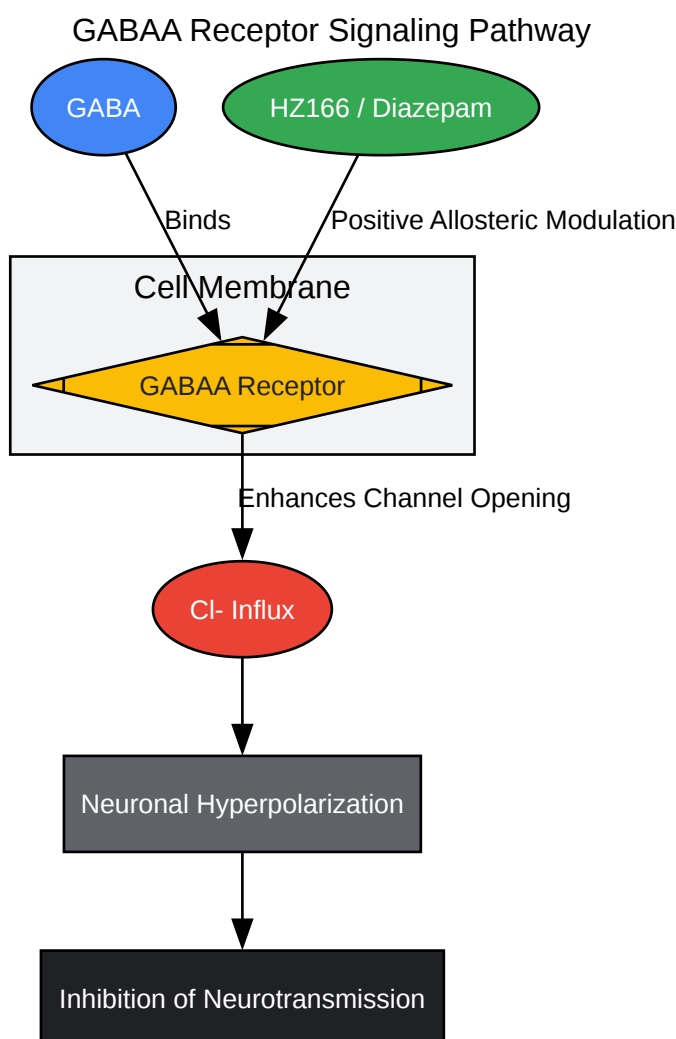 GABAA Receptor Signaling Pathway
GABA
HZ166 / Diazepam
Binds
Positive Allosteric Modulation
Cell Membrane
GABAA Receptor
Enhances Channel Opening
Cl- Influx
Neuronal Hyperpolarization
Inhibition of Neurotransmission